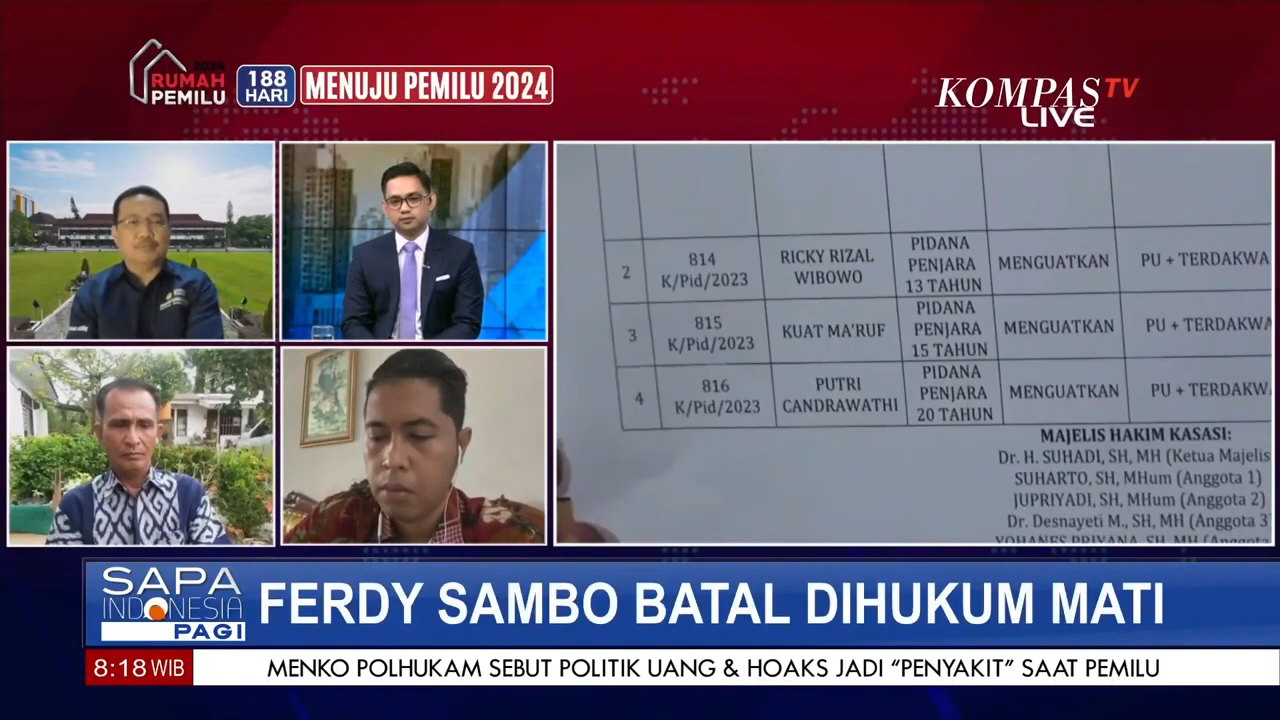 2024
RUMAH
PEMILU
188
HARI
MENUJU PEMILU 2024
KOMPAS TV
LIVE
2
814
K/Pid/2023
RICKY RIZAL
WIBOWO
PIDANA
PENJARA
13 TAHUN
MENGUATKAN
PU + TERDAKWA
3
815
K/Pid/2023
KUAT MA'RUF
PIDANA
PENJARA
15 TAHUN
MENGUATKAN
PU + TERDAKWA
4
816
K/Pid/2023
PUTRI
CANDRAWATHI
PIDANA
PENJARA
20 TAHUN
MENGUATKAN
PU + TERDAKWA
MAJELIS HAKIM KASASI:
Dr. H. SUHADI, SH, MH (Ketua Majelis
SUHARTO, SH, MHum (Anggota 1)
JUPRIYADI, SH, MHum (Anggota 2)
Dr. Desnayeti M., SH, MH (Anggota 3)
YOHANES PRIYANA, SH, MH (Anggota
SAPA
INDONESIA
PAGI
FERDY SAMBO BATAL DIHUKUM MATI
8:18 WIB
MENKO POLHUKAM SEBUT POLITIK UANG & HOAKS JADI “PENYAKIT” SAAT PEMILU